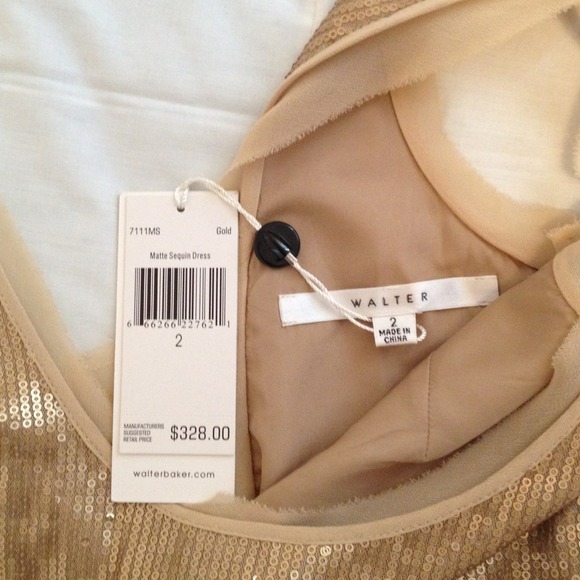 7111MS Gold
Matte Sequin Dress
6 66266 22762 1
2
MANUFACTURERS
SUGGESTED
RETAIL PRICE $328.00
walterbaker.com
WALTER
2
MADE IN
CHINA